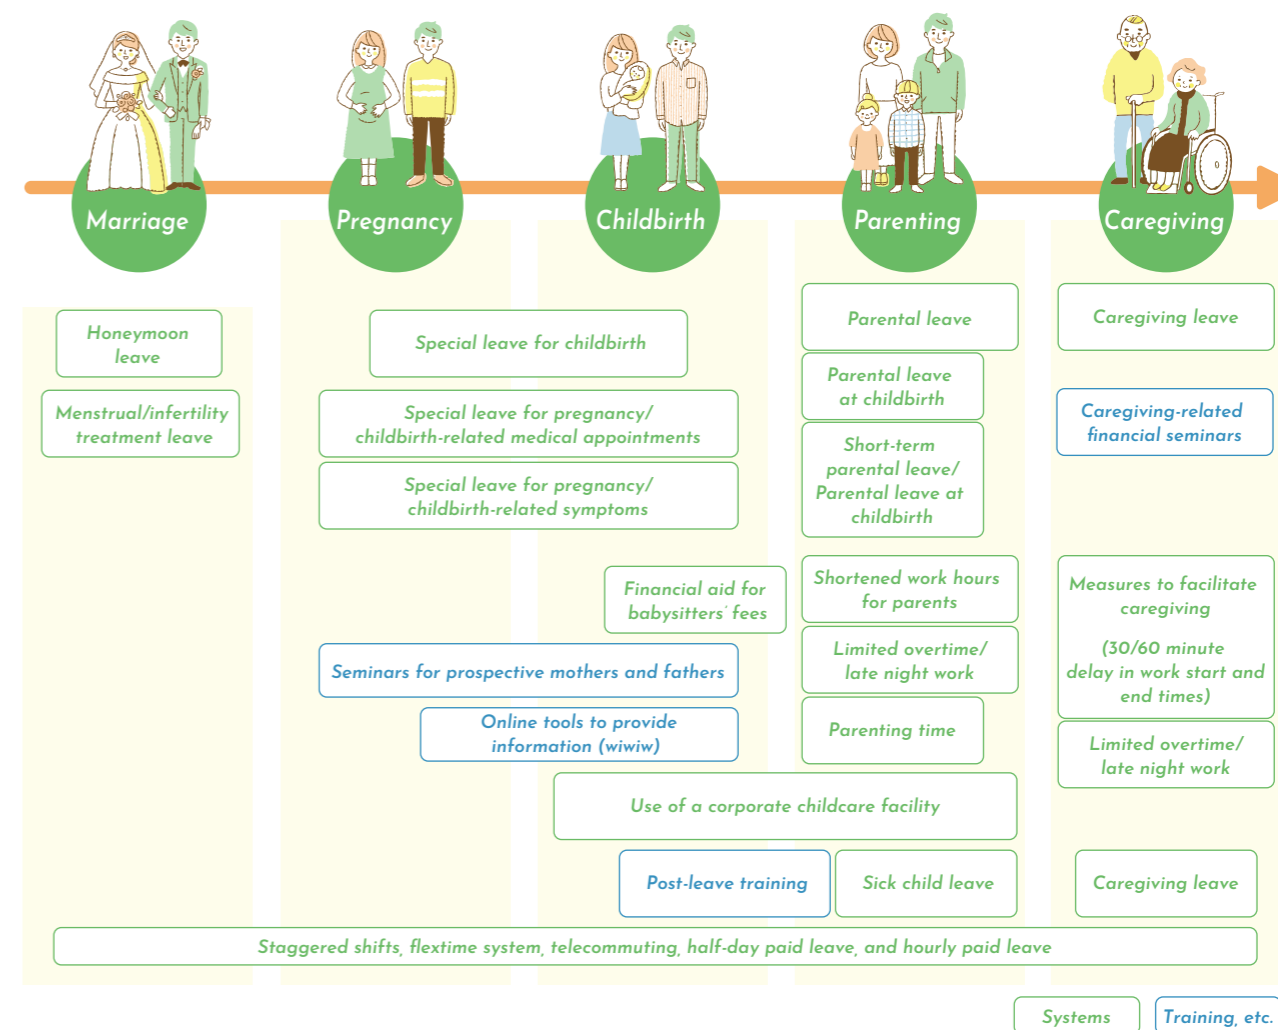 Marriage
Pregnancy
Childbirth
Parenting
Caregiving
Honeymoon
leave
Menstrual/infertility
treatment leave
Special leave for childbirth
Special leave for pregnancy/
childbirth-related medical appointments
Special leave for pregnancy/
childbirth-related symptoms
Parental leave
Parental leave
at childbirth
Short-term
parental leave/
Parental leave at
childbirth
Caregiving leave
Caregiving-related
financial seminars
Financial aid for
babysitters' fees
Seminars for prospective mothers and fathers
Online tools to provide
information (wiwiw)
Shortened work hours
for parents
Limited overtime/
late night work
Parenting time
Measures to facilitate
caregiving
(30/60 minute
delay in work start and
end times)
Limited overtime/
late night work
Use of a corporate childcare facility
Post-leave training
Sick child leave
Caregiving leave
Staggered shifts, flextime system, telecommuting, half-day paid leave, and hourly paid leave
Systems
Training, etc.